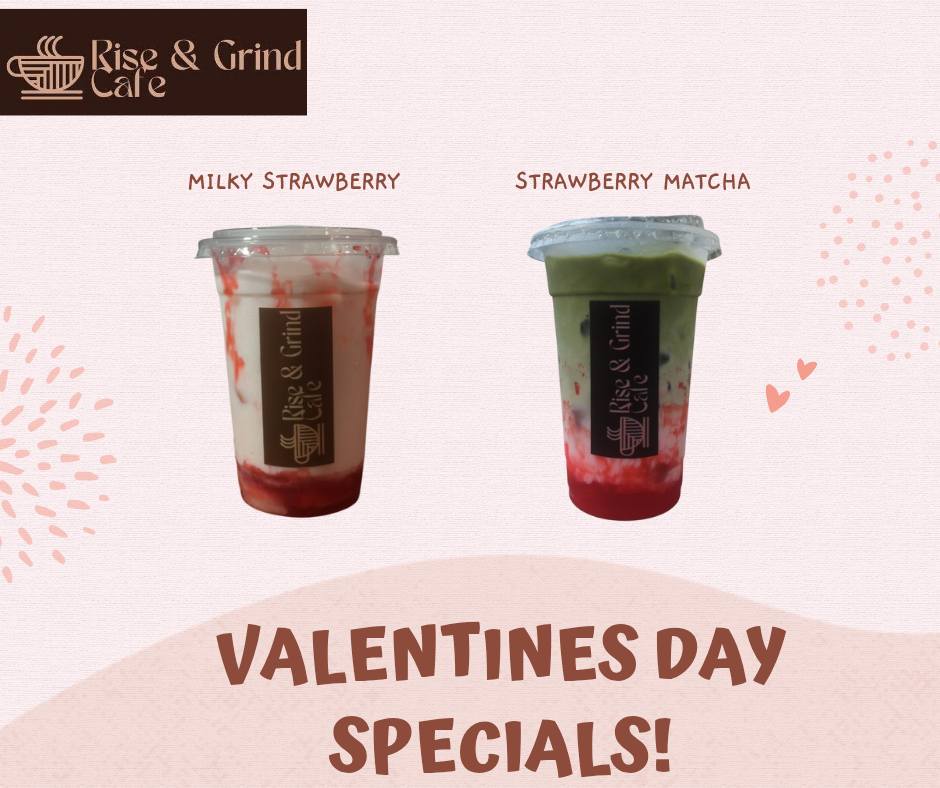 Rise & Grind
Cafe
MILKY STRAWBERRY
STRAWBERRY MATCHA
Rise & Grind
Cafe
Rise & Grind
Cafe
VALENTINES DAY
SPECIALS!